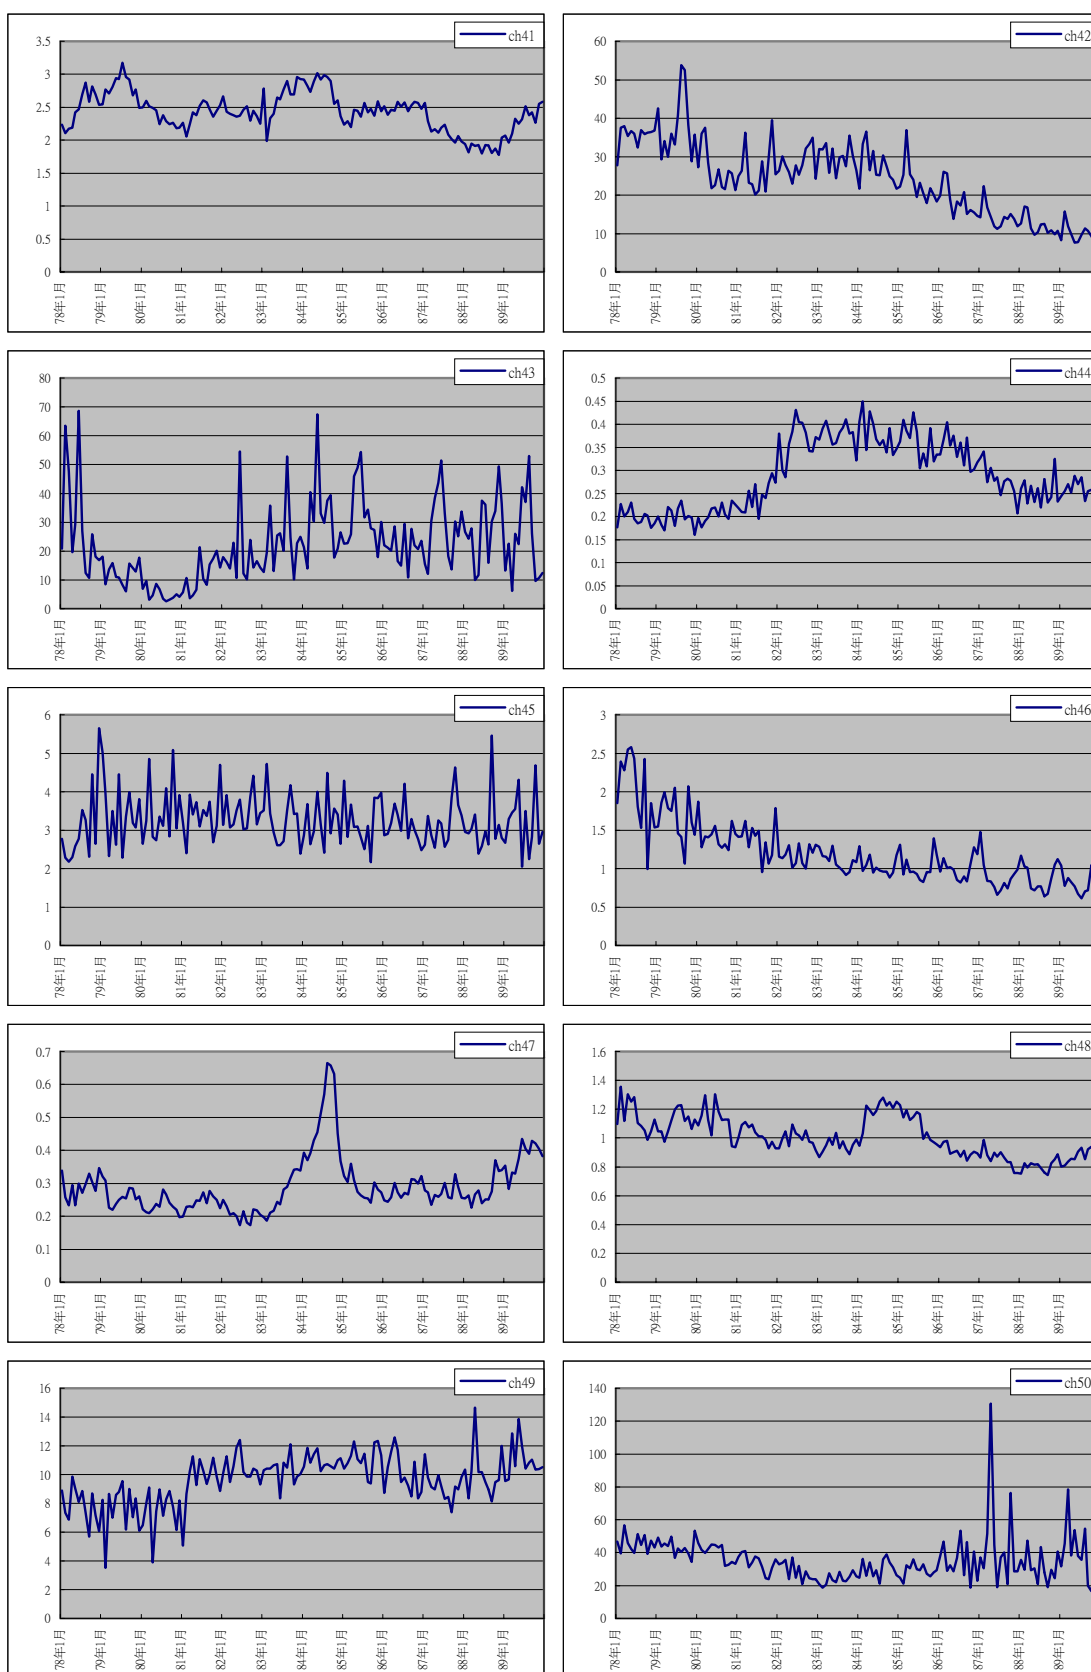 ch41
3.5
3
2.5
2
1.5
1
0.5
0
78年1月
79年1月
80年1月
81年1月
82年1月
83年1月
84年1月
85年1月
86年1月
87年1月
88年1月
89年1月
ch42
60
50
40
30
20
10
0
78年1月
79年1月
80年1月
81年1月
82年1月
83年1月
84年1月
85年1月
86年1月
87年1月
88年1月
89年1月
ch43
80
70
60
50
40
30
20
10
0
78年1月
79年1月
80年1月
81年1月
82年1月
83年1月
84年1月
85年1月
86年1月
87年1月
88年1月
89年1月
ch44
0.5
0.45
0.4
0.35
0.3
0.25
0.2
0.15
0.1
0.05
0
78年1月
79年1月
80年1月
81年1月
82年1月
83年1月
84年1月
85年1月
86年1月
87年1月
88年1月
89年1月
ch45
6
5
4
3
2
1
0
78年1月
79年1月
80年1月
81年1月
82年1月
83年1月
84年1月
85年1月
86年1月
87年1月
88年1月
89年1月
ch46
3
2.5
2
1.5
1
0.5
0
78年1月
79年1月
80年1月
81年1月
82年1月
83年1月
84年1月
85年1月
86年1月
87年1月
88年1月
89年1月
ch47
0.7
0.6
0.5
0.4
0.3
0.2
0.1
0
78年1月
79年1月
80年1月
81年1月
82年1月
83年1月
84年1月
85年1月
86年1月
87年1月
88年1月
89年1月
ch48
1.6
1.4
1.2
1
0.8
0.6
0.4
0.2
0
78年1月
79年1月
80年1月
81年1月
82年1月
83年1月
84年1月
85年1月
86年1月
87年1月
88年1月
89年1月
ch49
16
14
12
10
8
6
4
2
0
78年1月
79年1月
80年1月
81年1月
82年1月
83年1月
84年1月
85年1月
86年1月
87年1月
88年1月
89年1月
ch50
140
120
100
80
60
40
20
0
78年1月
79年1月
80年1月
81年1月
82年1月
83年1月
84年1月
85年1月
86年1月
87年1月
88年1月
89年1月